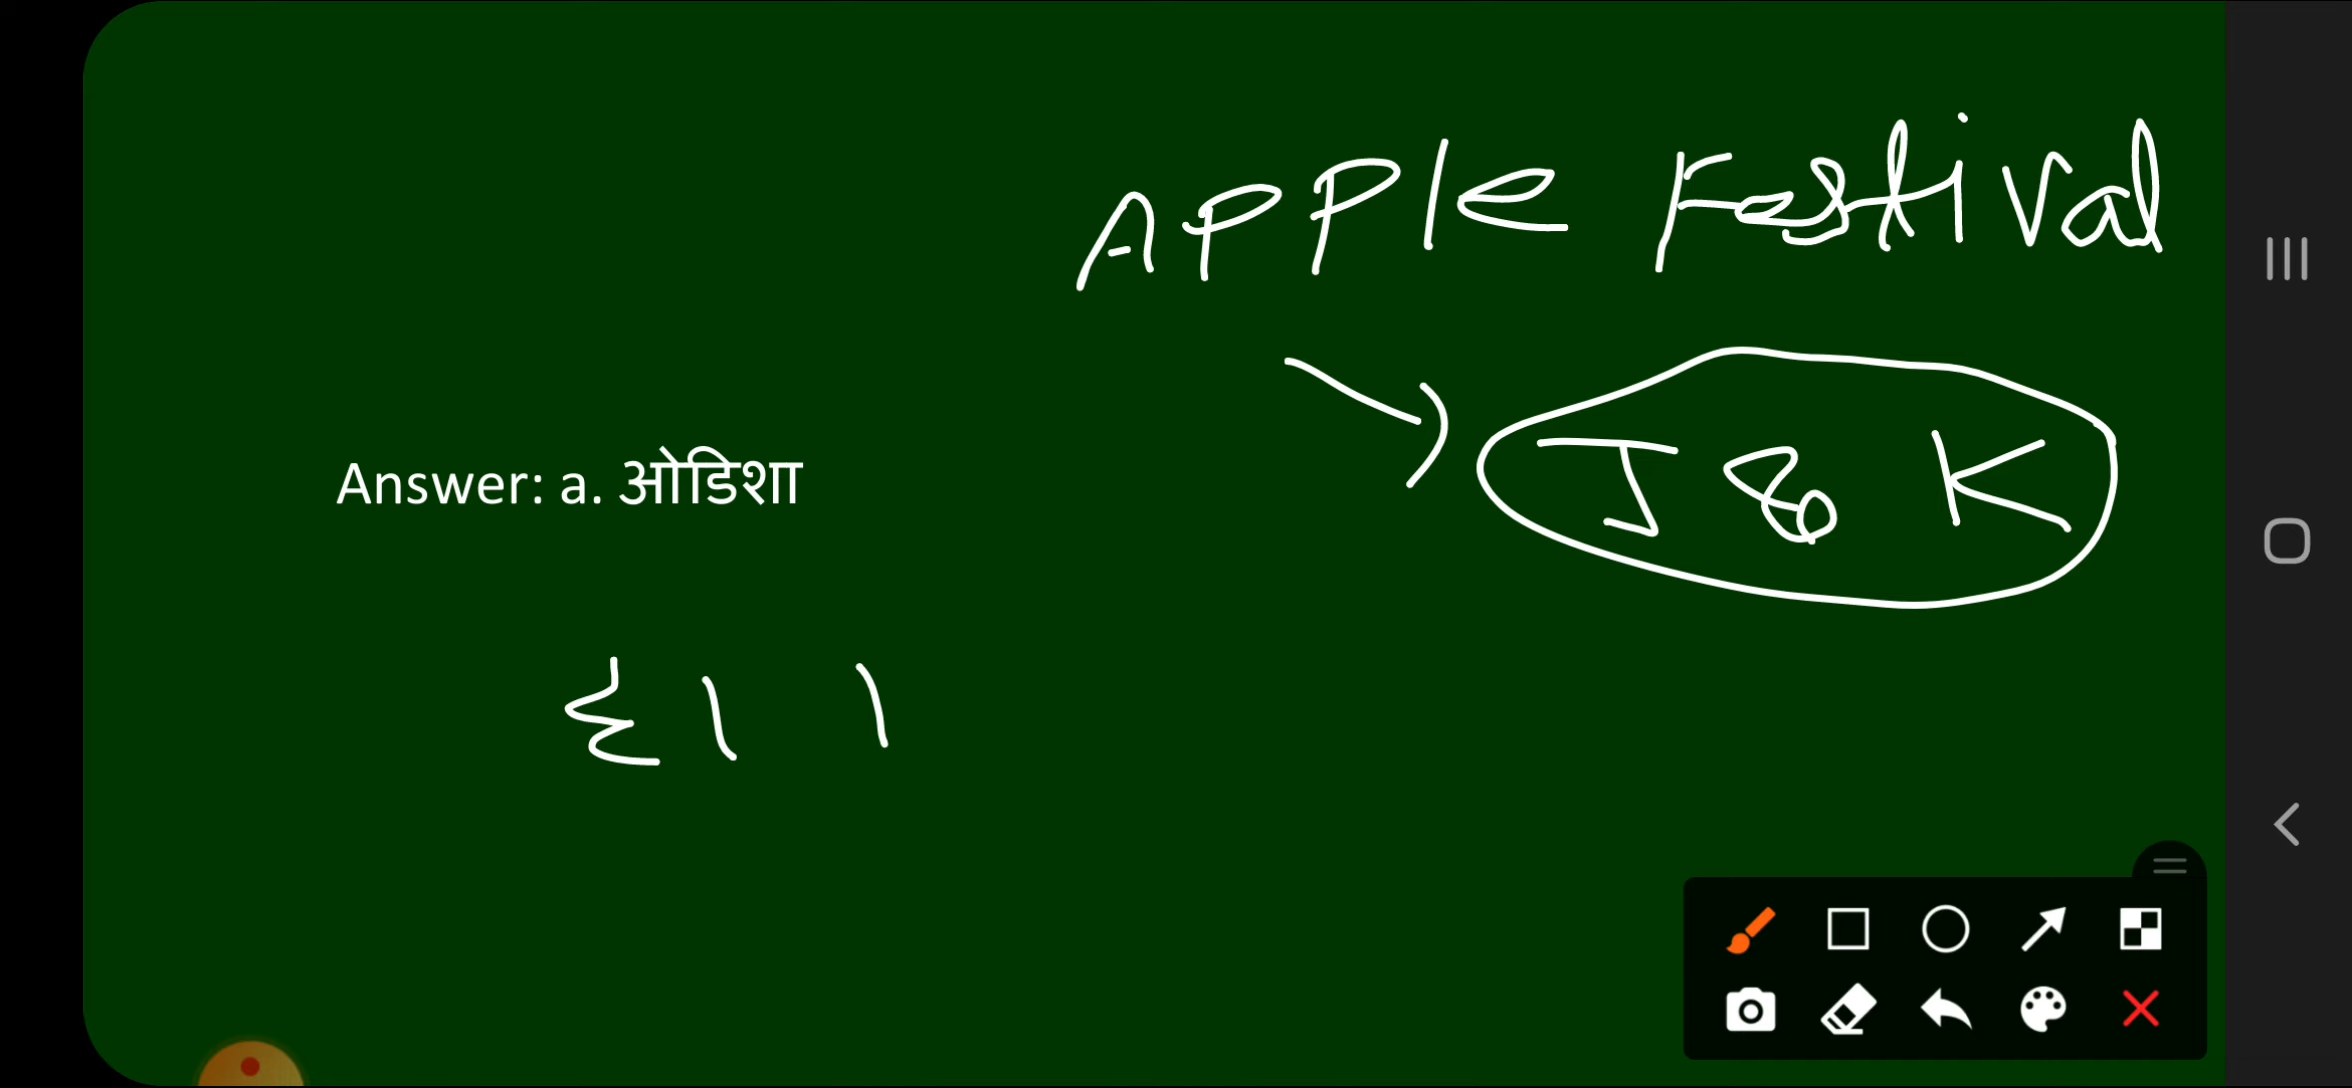 Apple Festival
J & K
Answer: a. ओडिशा